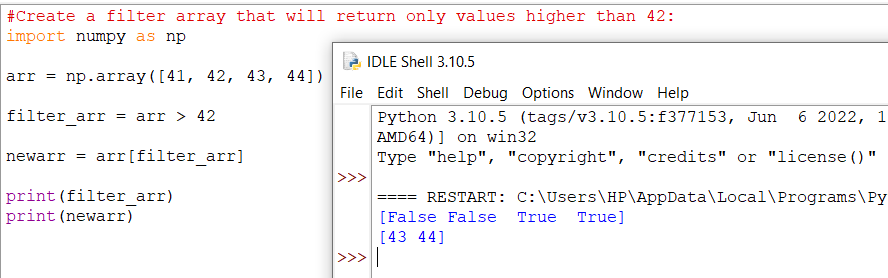 #Create a filter array that will return only values higher than 42:
import numpy as np
arr = np.array([41, 42, 43, 44])
filter_arr = arr > 42
newarr = arr[filter_arr]
print(filter_arr)
print(newarr)
IDLE Shell 3.10.5
File Edit Shell Debug Options Window Help
Python 3.10.5 (tags/v3.10.5:f377153, Jun  6 2022, 1
AMD64)] on win32
Type "help", "copyright", "credits" or "license()"
>>>
==== RESTART: C:\Users\HP\AppData\Local\Programs\Py
[False False  True  True]
[43 44]
>>>